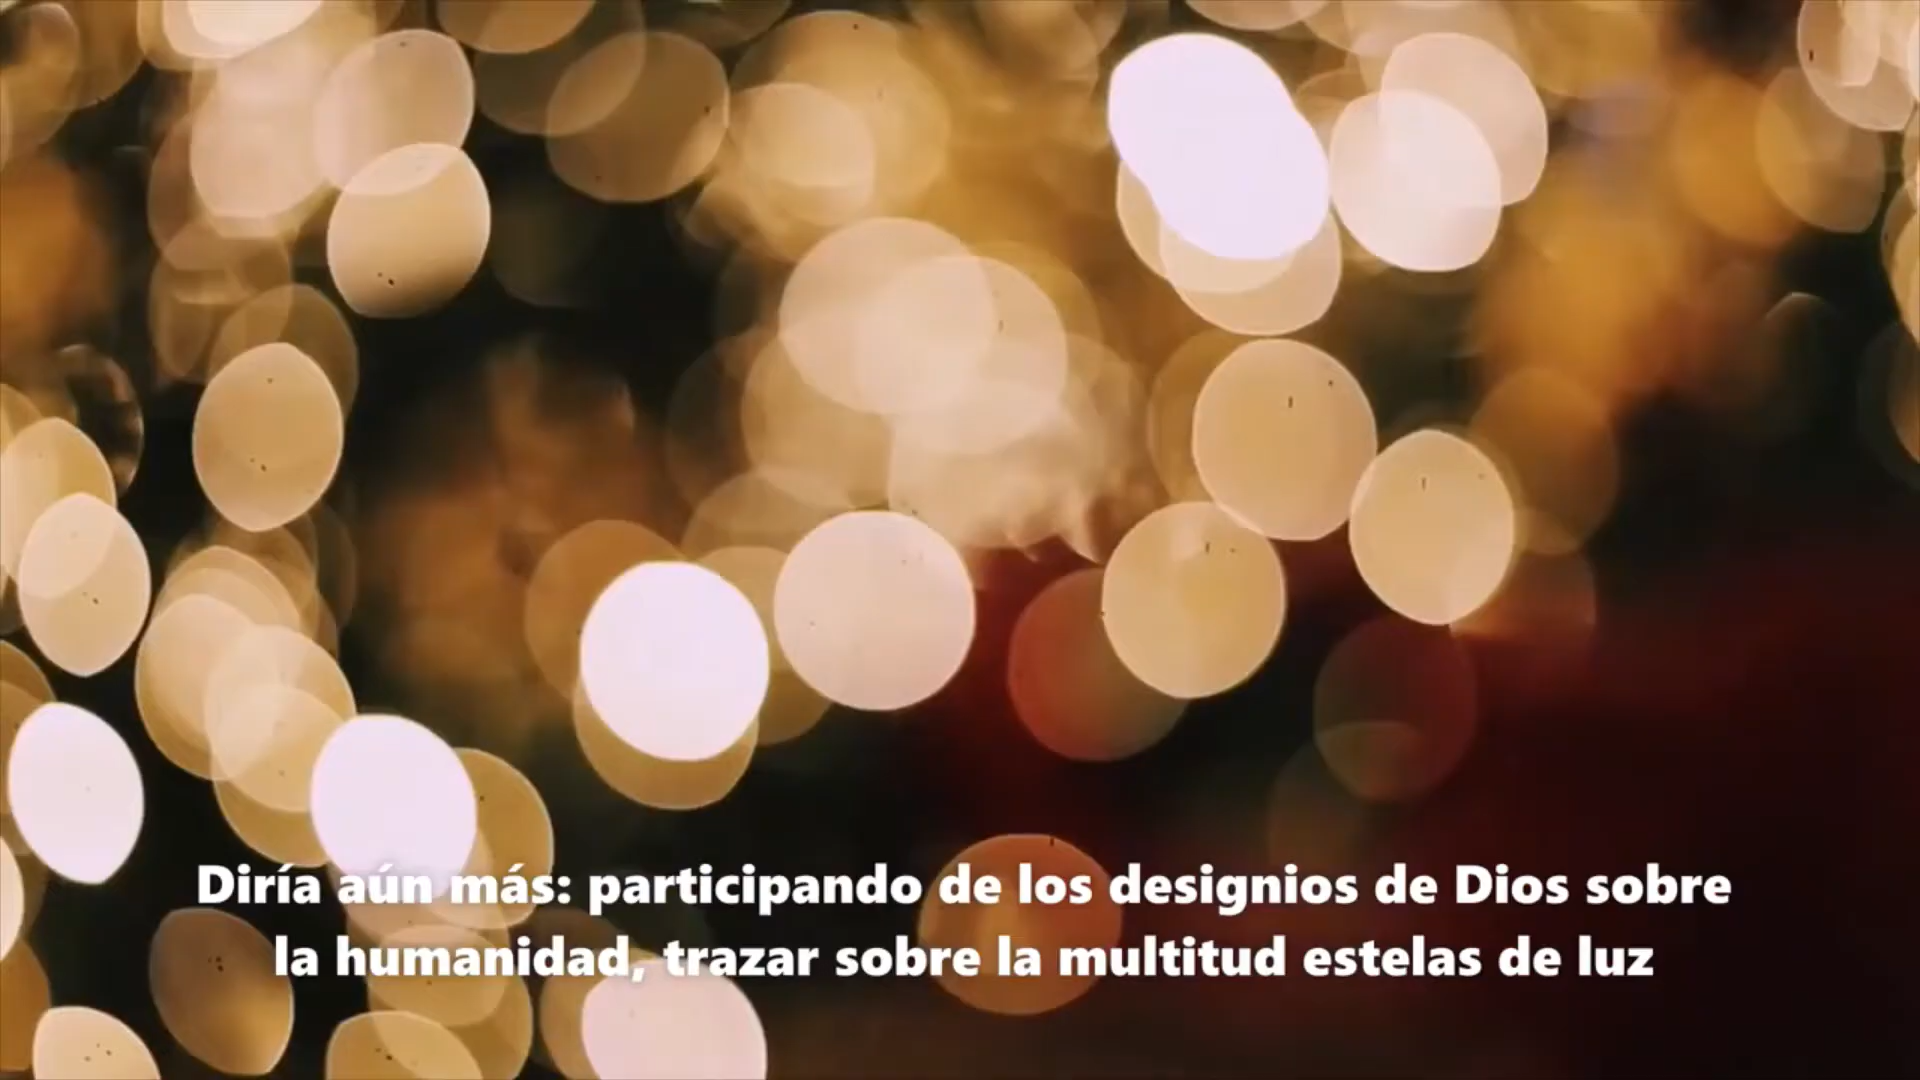 Diría aún más: participando de los designios de Dios sobre
la humanidad, trazar sobre la multitud estelas de luz